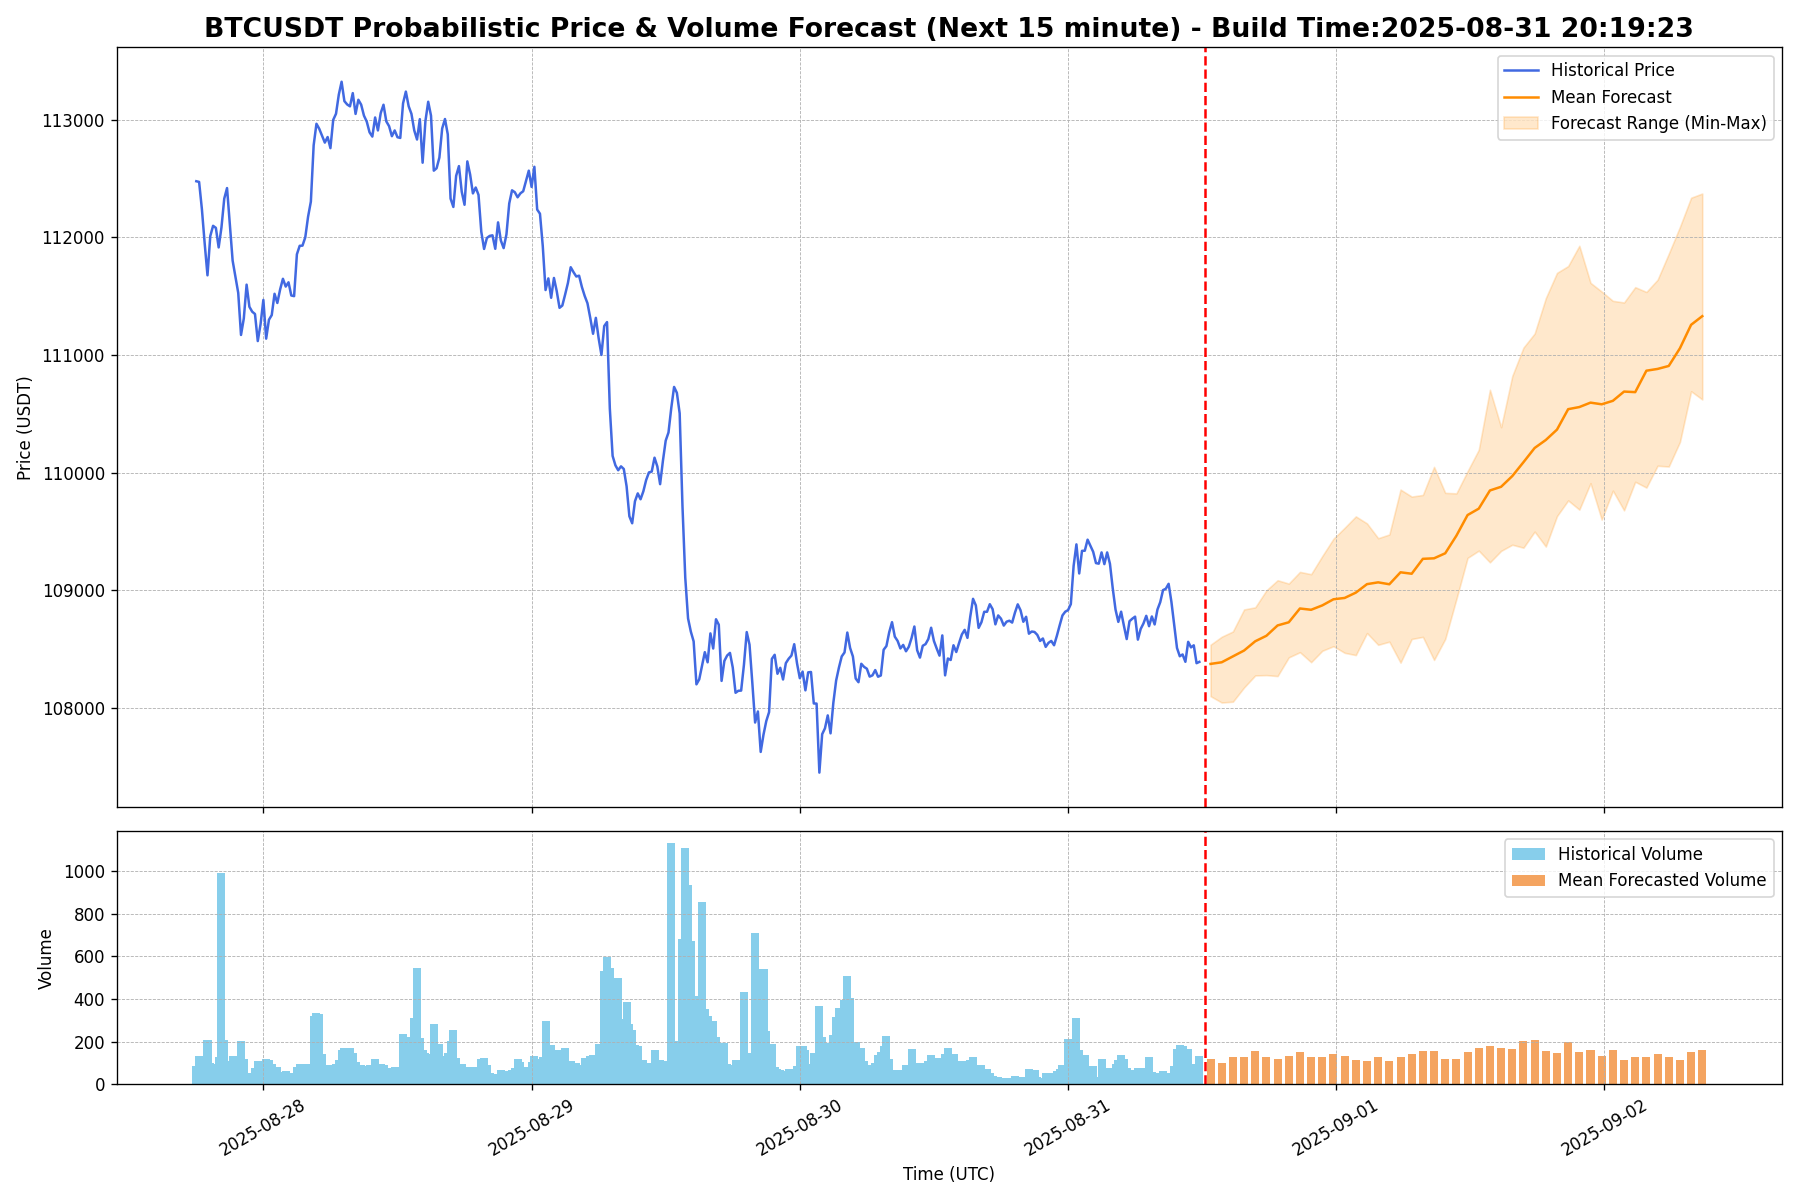 BTCUSDT Probabilistic Price & Volume Forecast (Next 15 minute) - Build Time:2025-08-31 20:19:23
Historical Price
Mean Forecast
Forecast Range (Min-Max)
113000
112000
111000
110000
109000
108000
Price (USDT)
Historical Volume
Mean Forecasted Volume
1000
800
600
400
200
0
Volume
2025-08-28
2025-08-29
2025-08-30
2025-08-31
2025-09-01
2025-09-02
Time (UTC)